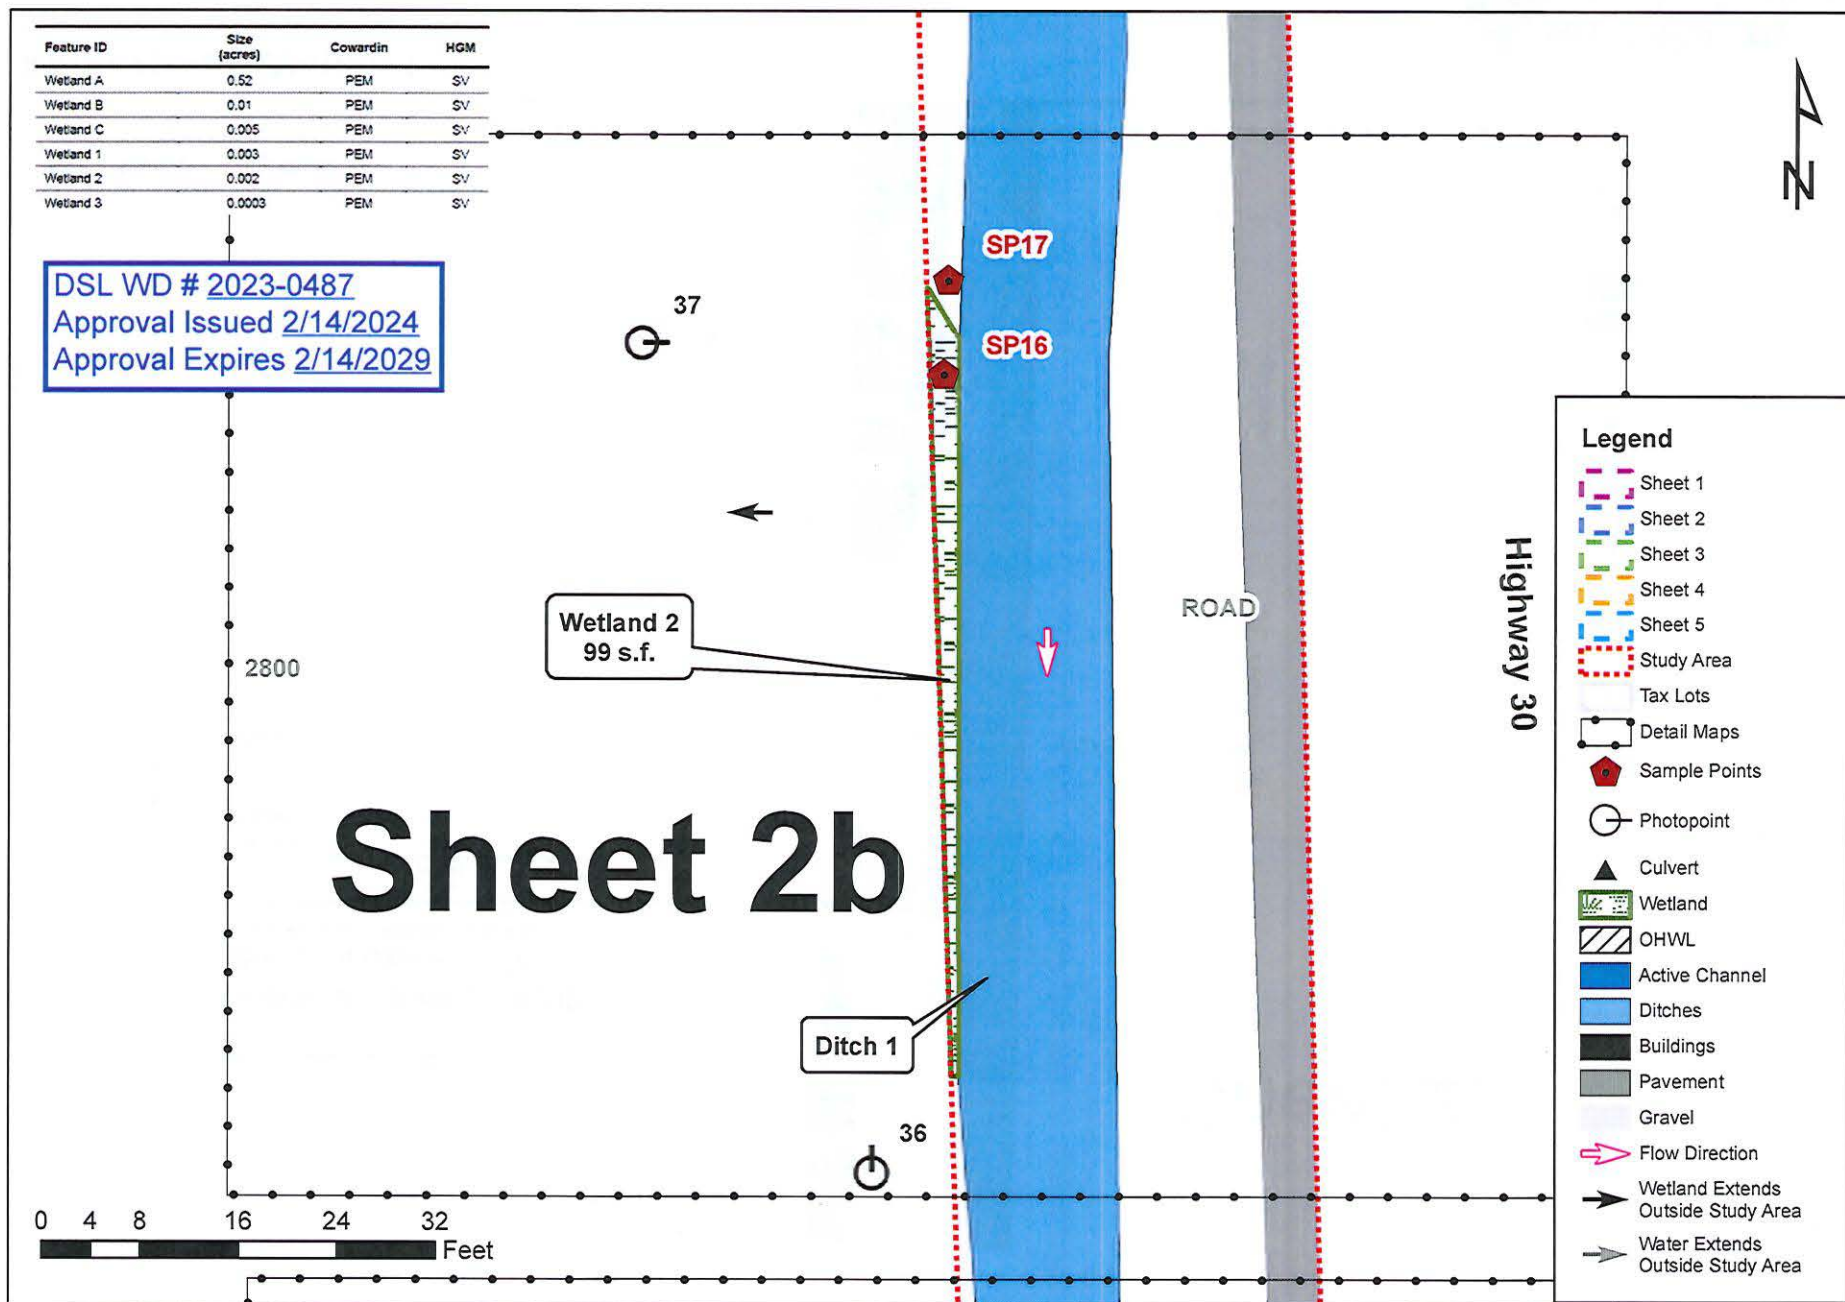 Feature ID Size (acres) Cowardin HGM
Wetland A 0.52 PEM SV
Wetland B 0.01 PEM SV
Wetland C 0.005 PEM SV
Wetland 1 0.003 PEM SV
Wetland 2 0.002 PEM SV
Wetland 3 0.0003 PEM SV
DSL WD # 2023-0487
Approval Issued 2/14/2024
Approval Expires 2/14/2029
N
SP17
37
SP16
Wetland 2
99 s.f.
2800
ROAD
Highway 30
Sheet 2b
Ditch 1
36
0 4 8 16 24 32
Feet
Legend
Sheet 1
Sheet 2
Sheet 3
Sheet 4
Sheet 5
Study Area
Tax Lots
Detail Maps
Sample Points
Photopoint
Culvert
Wetland
OHWL
Active Channel
Ditches
Buildings
Pavement
Gravel
Flow Direction
Wetland Extends
Outside Study Area
Water Extends
Outside Study Area